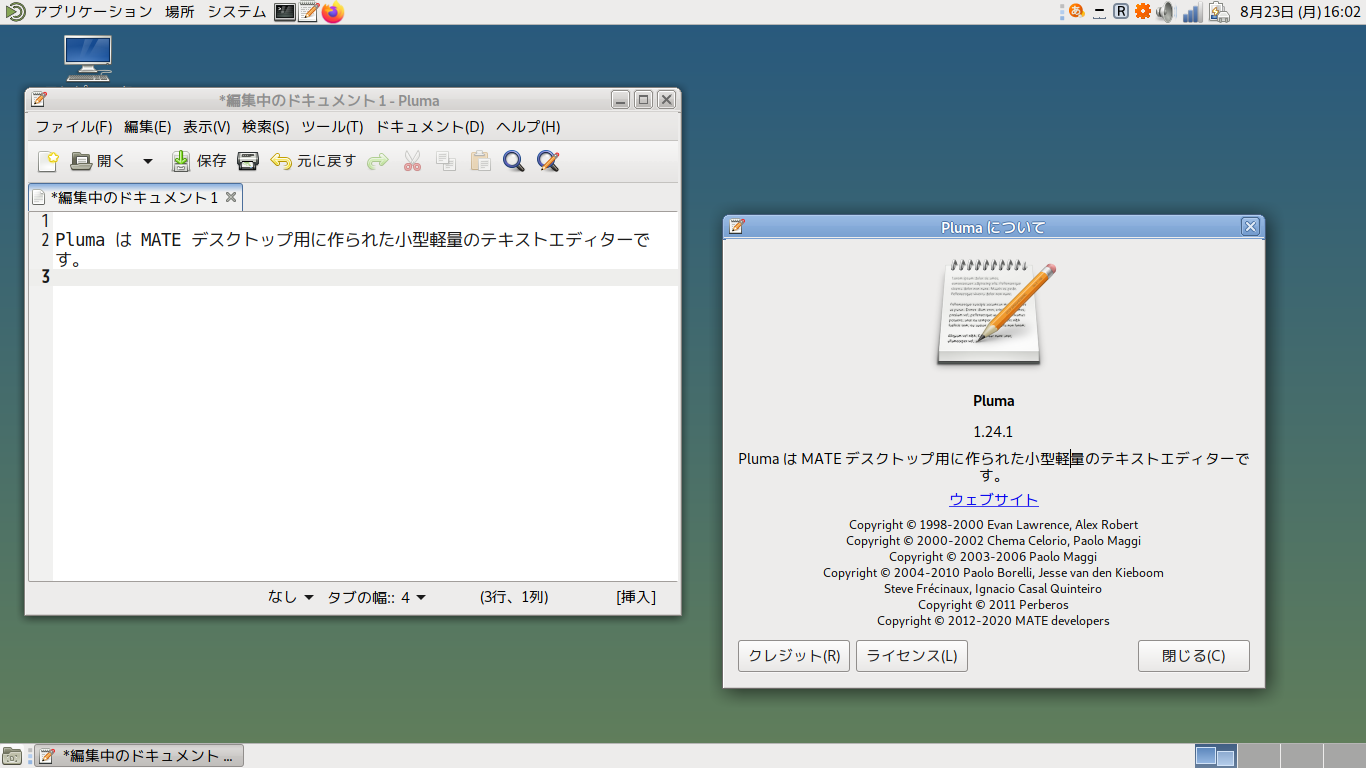 アプリケーション 場所 システム
あ R 8月23日 (月) 16:02
*編集中のドキュメント 1 - Pluma
ファイル(F) 編集(E) 表示(V) 検索(S) ツール(T) ドキュメント(D) ヘルプ(H)
開く 保存 元に戻す
*編集中のドキュメント 1
1
2 Pluma は MATE デスクトップ用に作られた小型軽量のテキストエディターで
す。
3
なし タブの幅:: 4 (3行、1列) [挿入]
Pluma について
Pluma
1.24.1
Pluma は MATE デスクトップ用に作られた小型軽量のテキストエディターで
す。
ウェブサイト
Copyright © 1998-2000 Evan Lawrence, Alex Robert
Copyright © 2000-2002 Chema Celorio, Paolo Maggi
Copyright © 2003-2006 Paolo Maggi
Copyright © 2004-2010 Paolo Borelli, Jesse van den Kieboom
Steve Frécinaux, Ignacio Casal Quinteiro
Copyright © 2011 Perberos
Copyright © 2012-2020 MATE developers
クレジット(R) ライセンス(L) 閉じる(C)
*編集中のドキュメント ...